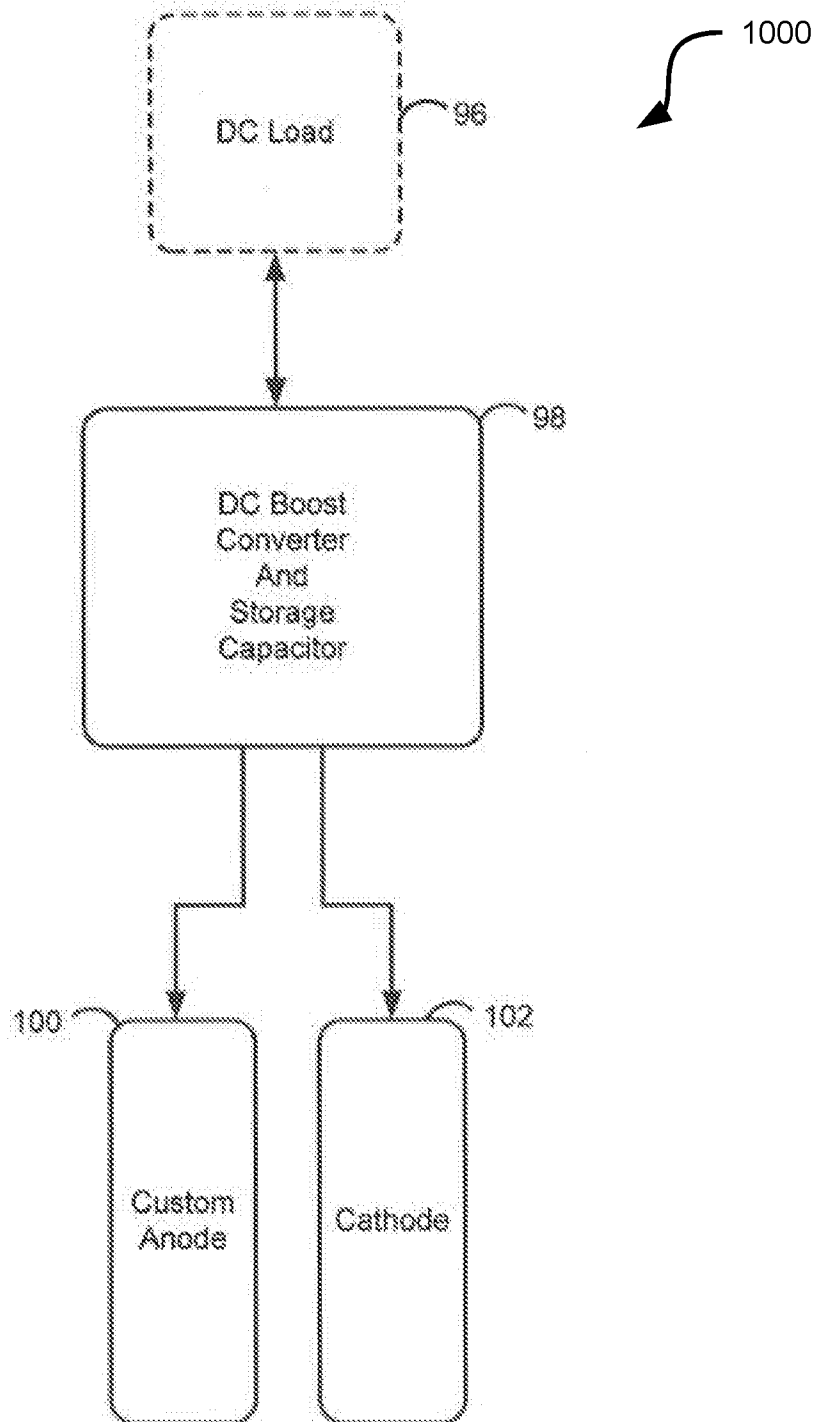 1000
DC Load
96
98
DC Boost
Converter
And
Storage
Capacitor
100
102
Custom
Anode
Cathode